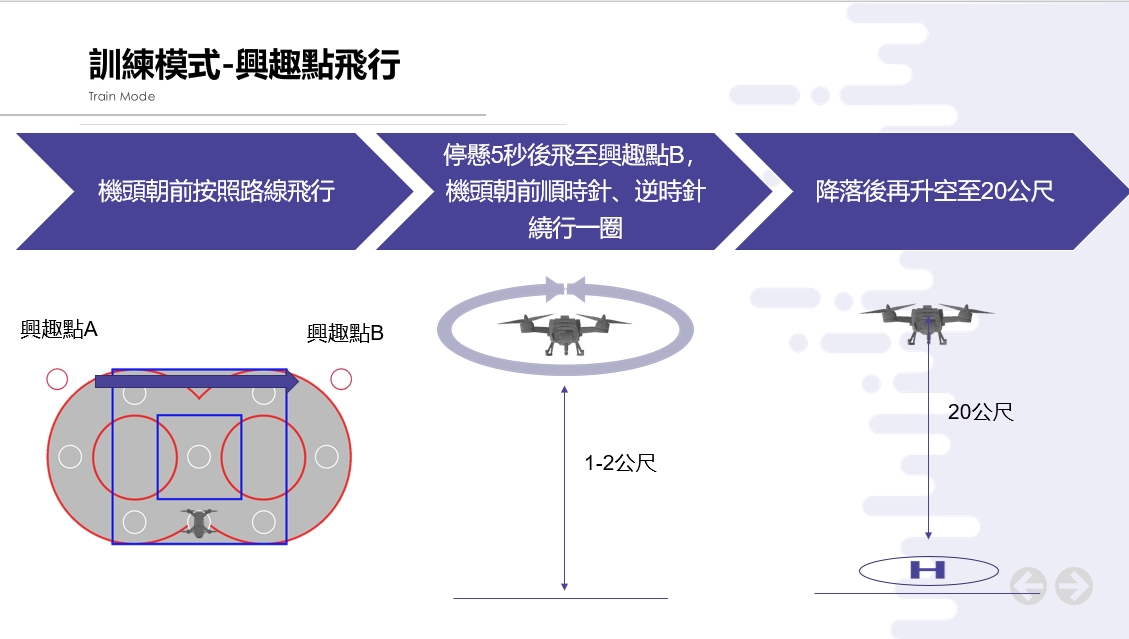 訓練模式-興趣點飛行
Train Mode
機頭朝前按照路線飛行
停懸5秒後飛至興趣點B，
機頭朝前順時針、逆時針
繞行一圈
降落後再升空至20公尺
興趣點A
興趣點B
1-2公尺
20公尺
H